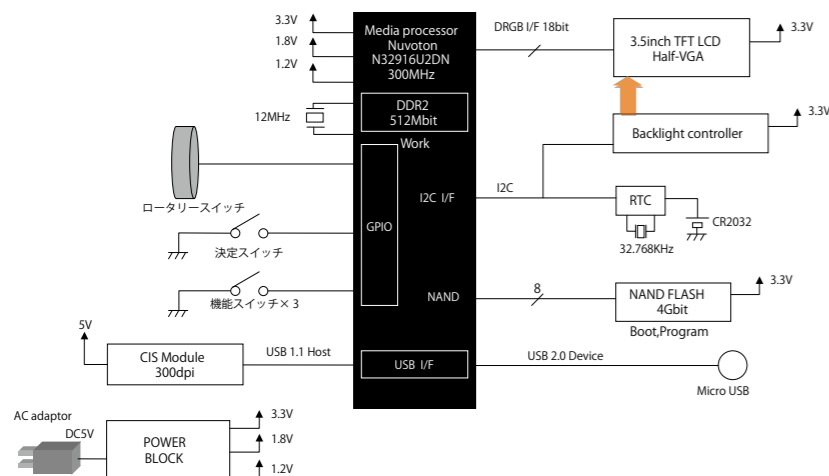 3.3V
1.8V
1.2V
Media processor
Nuvoton
N32916U2DN
300MHz
DRGB I/F 18bit
3.5inch TFT LCD
Half-VGA
3.3V
12MHz
DDR2
512Mbit
Work
Backlight controller
3.3V
ロータリースイッチ
GPIO
I2C I/F
I2C
RTC
CR2032
32.768KHz
決定スイッチ
機能スイッチ×3
NAND
8
NAND FLASH
4Gbit
3.3V
Boot,Program
5V
CIS Module
300dpi
USB 1.1 Host
USB I/F
USB 2.0 Device
Micro USB
AC adaptor
DC5V
POWER
BLOCK
3.3V
1.8V
1.2V